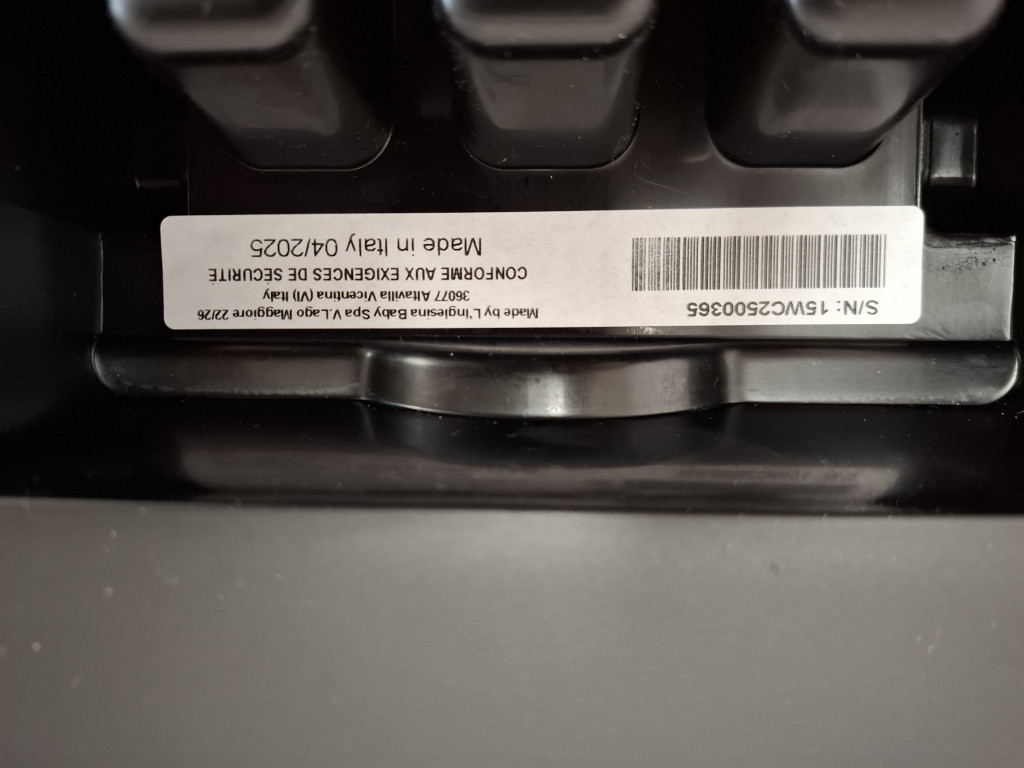 S/N: 15WC2500365
Made by L'Inglesina Baby Spa V.Lago Maggiore 22/26
36077 Altavilla Vicentina (VI) Italy
CONFORME AUX EXIGENCES DE SÉCURITÉ
Made in Italy 04/2025